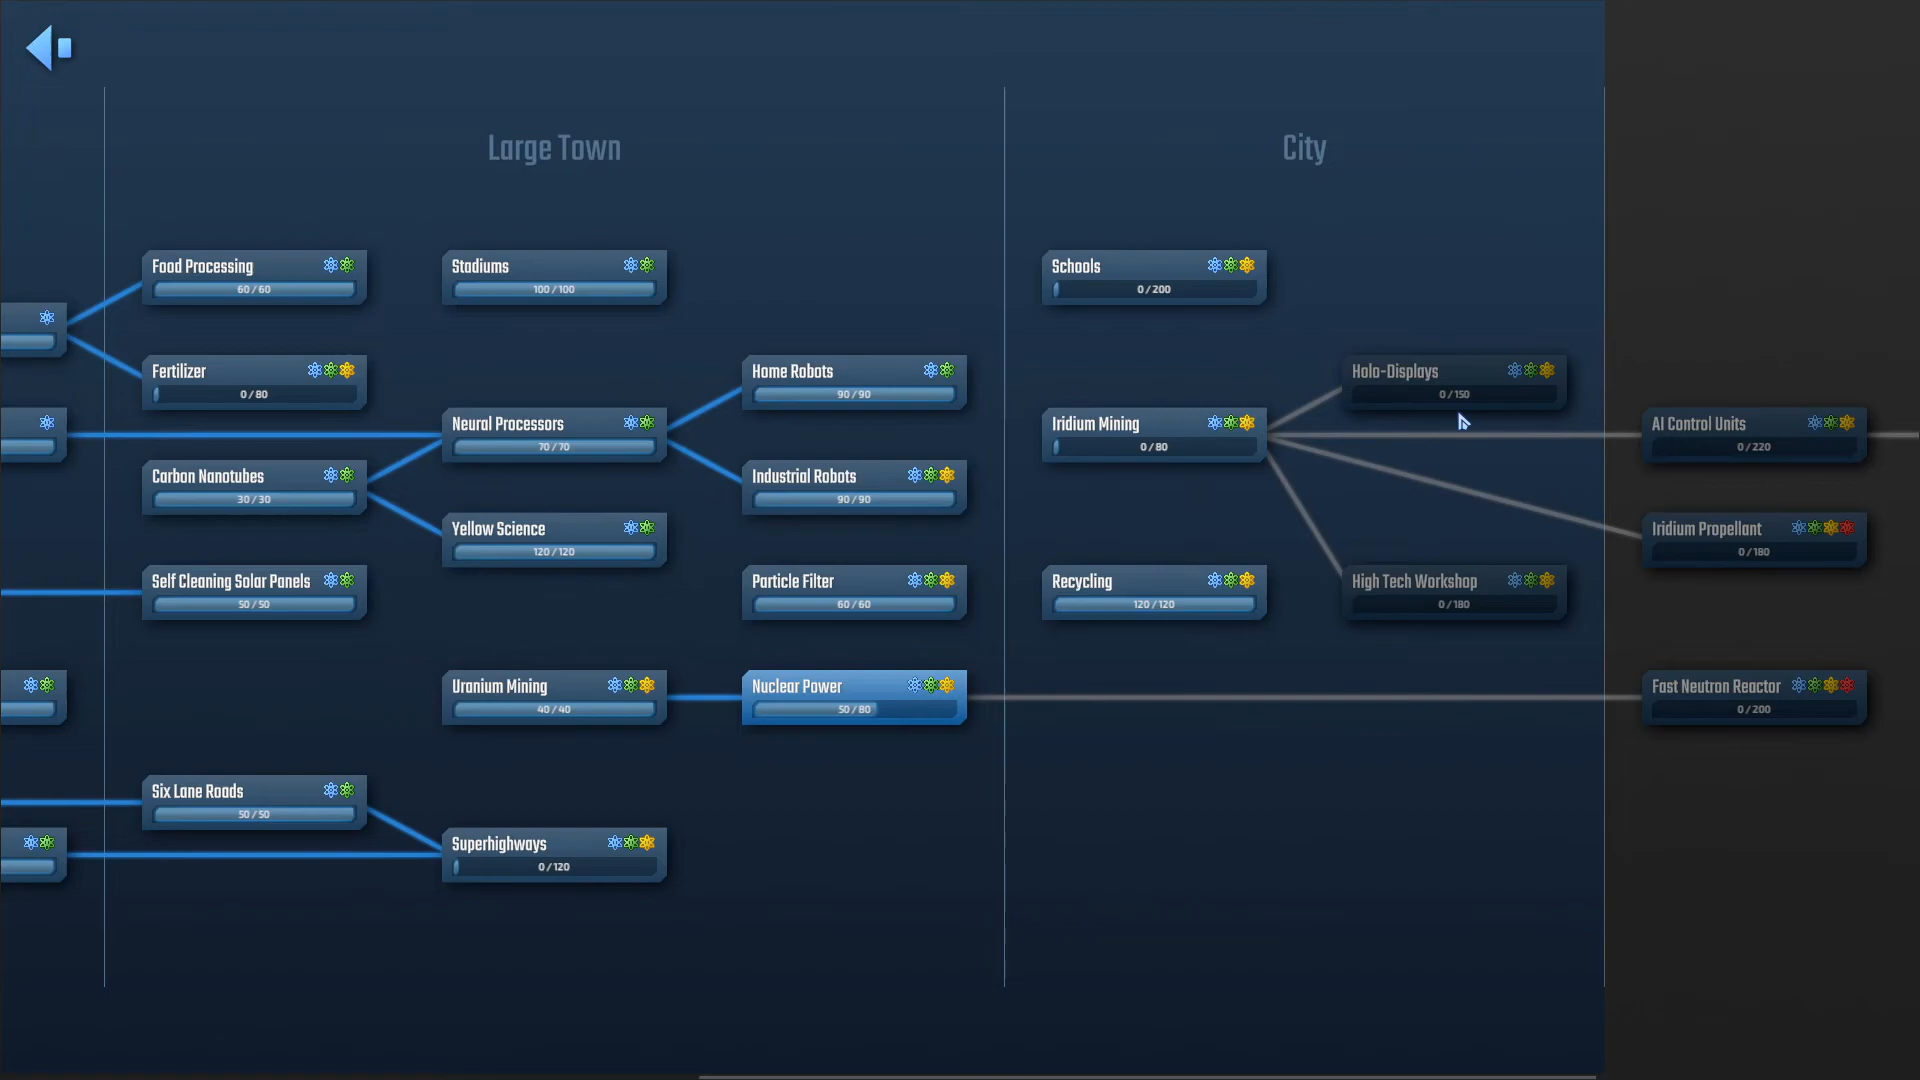 Large Town
City
Food Processing
60/60
Stadiums
100/100
Schools
0/200
Fertilizer
0/80
Home Robots
90/90
Holo-Displays
0/150
Neural Processors
70/70
Iridium Mining
0/80
AI Control Units
0/220
Carbon Nanotubes
30/30
Industrial Robots
90/90
Yellow Science
120/120
Iridium Propellant
0/180
Self Cleaning Solar Panels
50/50
Particle Filter
60/60
Recycling
120/120
High Tech Workshop
0/180
Uranium Mining
40/40
Nuclear Power
50/80
Fast Neutron Reactor
0/200
Six Lane Roads
50/50
Superhighways
0/120